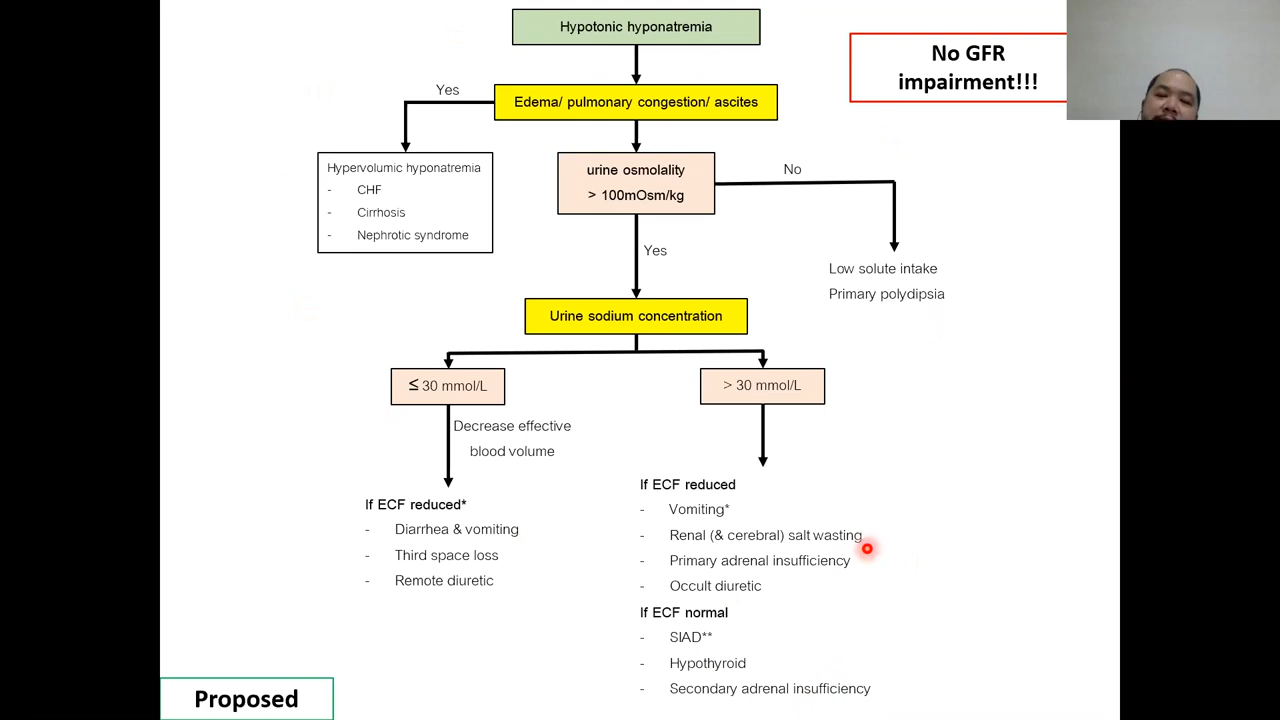 Hypotonic hyponatremia
No GFR
impairment!!!
Yes
Edema/ pulmonary congestion/ ascites
Hypervolumic hyponatremia
- CHF
- Cirrhosis
- Nephrotic syndrome
urine osmolality
> 100mOsm/kg
No
Yes
Low solute intake
Primary polydipsia
Urine sodium concentration
≤ 30 mmol/L
> 30 mmol/L
Decrease effective
blood volume
If ECF reduced*
- Diarrhea & vomiting
- Third space loss
- Remote diuretic
If ECF reduced
- Vomiting*
- Renal (& cerebral) salt wasting
- Primary adrenal insufficiency
- Occult diuretic
If ECF normal
- SIAD**
- Hypothyroid
- Secondary adrenal insufficiency
Proposed